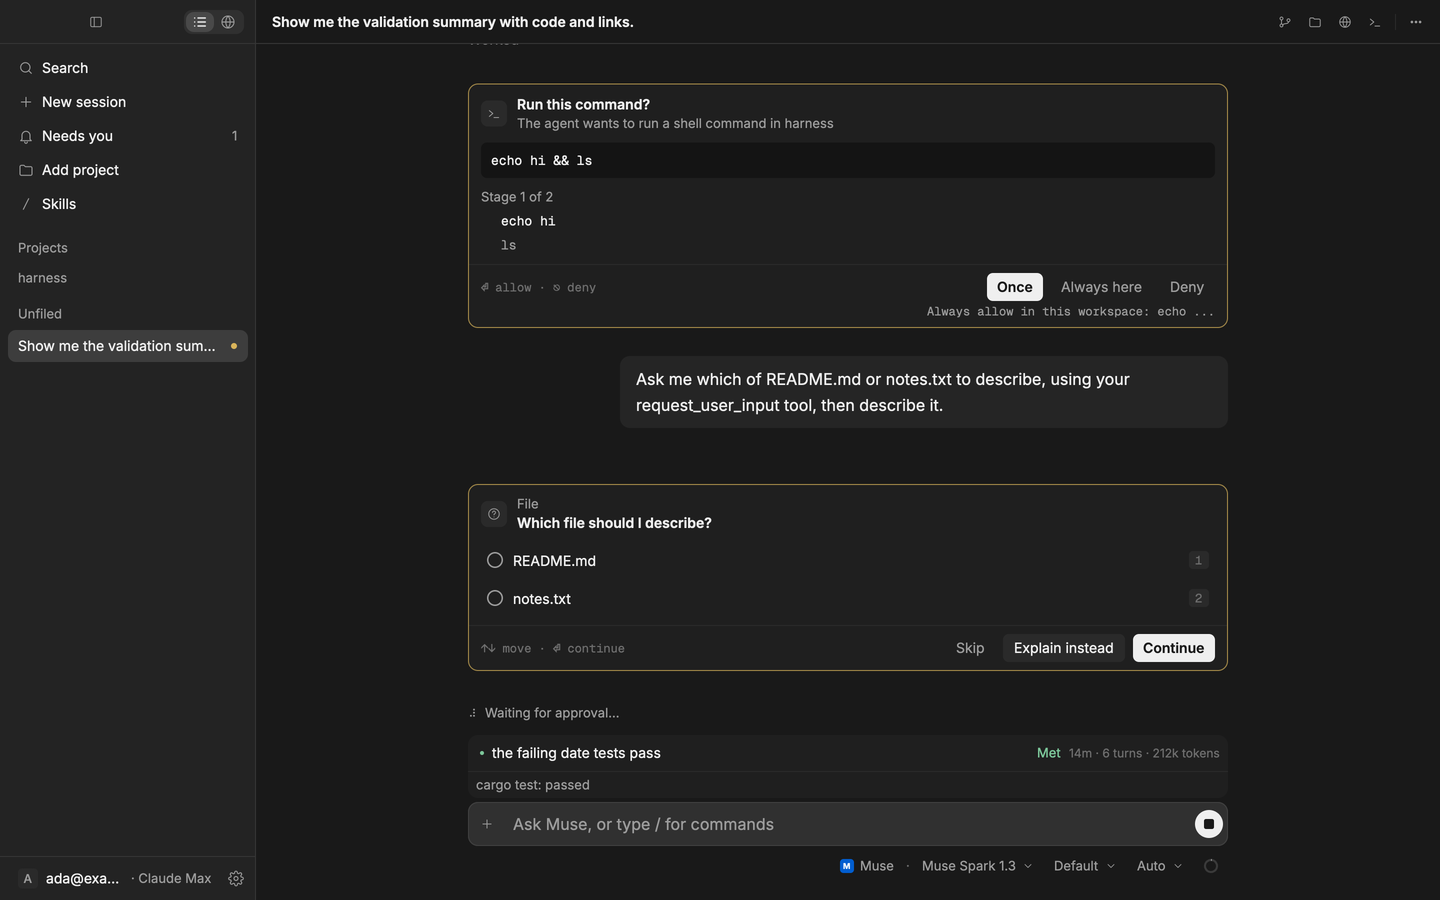 Show me the validation summary with code and links.
Search
New session
Needs you 1
Add project
Skills
Projects
harness
Unfiled
Show me the validation sum...
A ada@exa... · Claude Max
Run this command?
The agent wants to run a shell command in harness
echo hi && ls
Stage 1 of 2
echo hi
ls
allow · deny
Once Always here Deny
Always allow in this workspace: echo ...
Ask me which of README.md or notes.txt to describe, using your
request_user_input tool, then describe it.
File
Which file should I describe?
README.md 1
notes.txt 2
move · continue
Skip Explain instead Continue
Waiting for approval...
the failing date tests pass Met 14m · 6 turns · 212k tokens
cargo test: passed
Ask Muse, or type / for commands
M Muse · Muse Spark 1.3 Default Auto